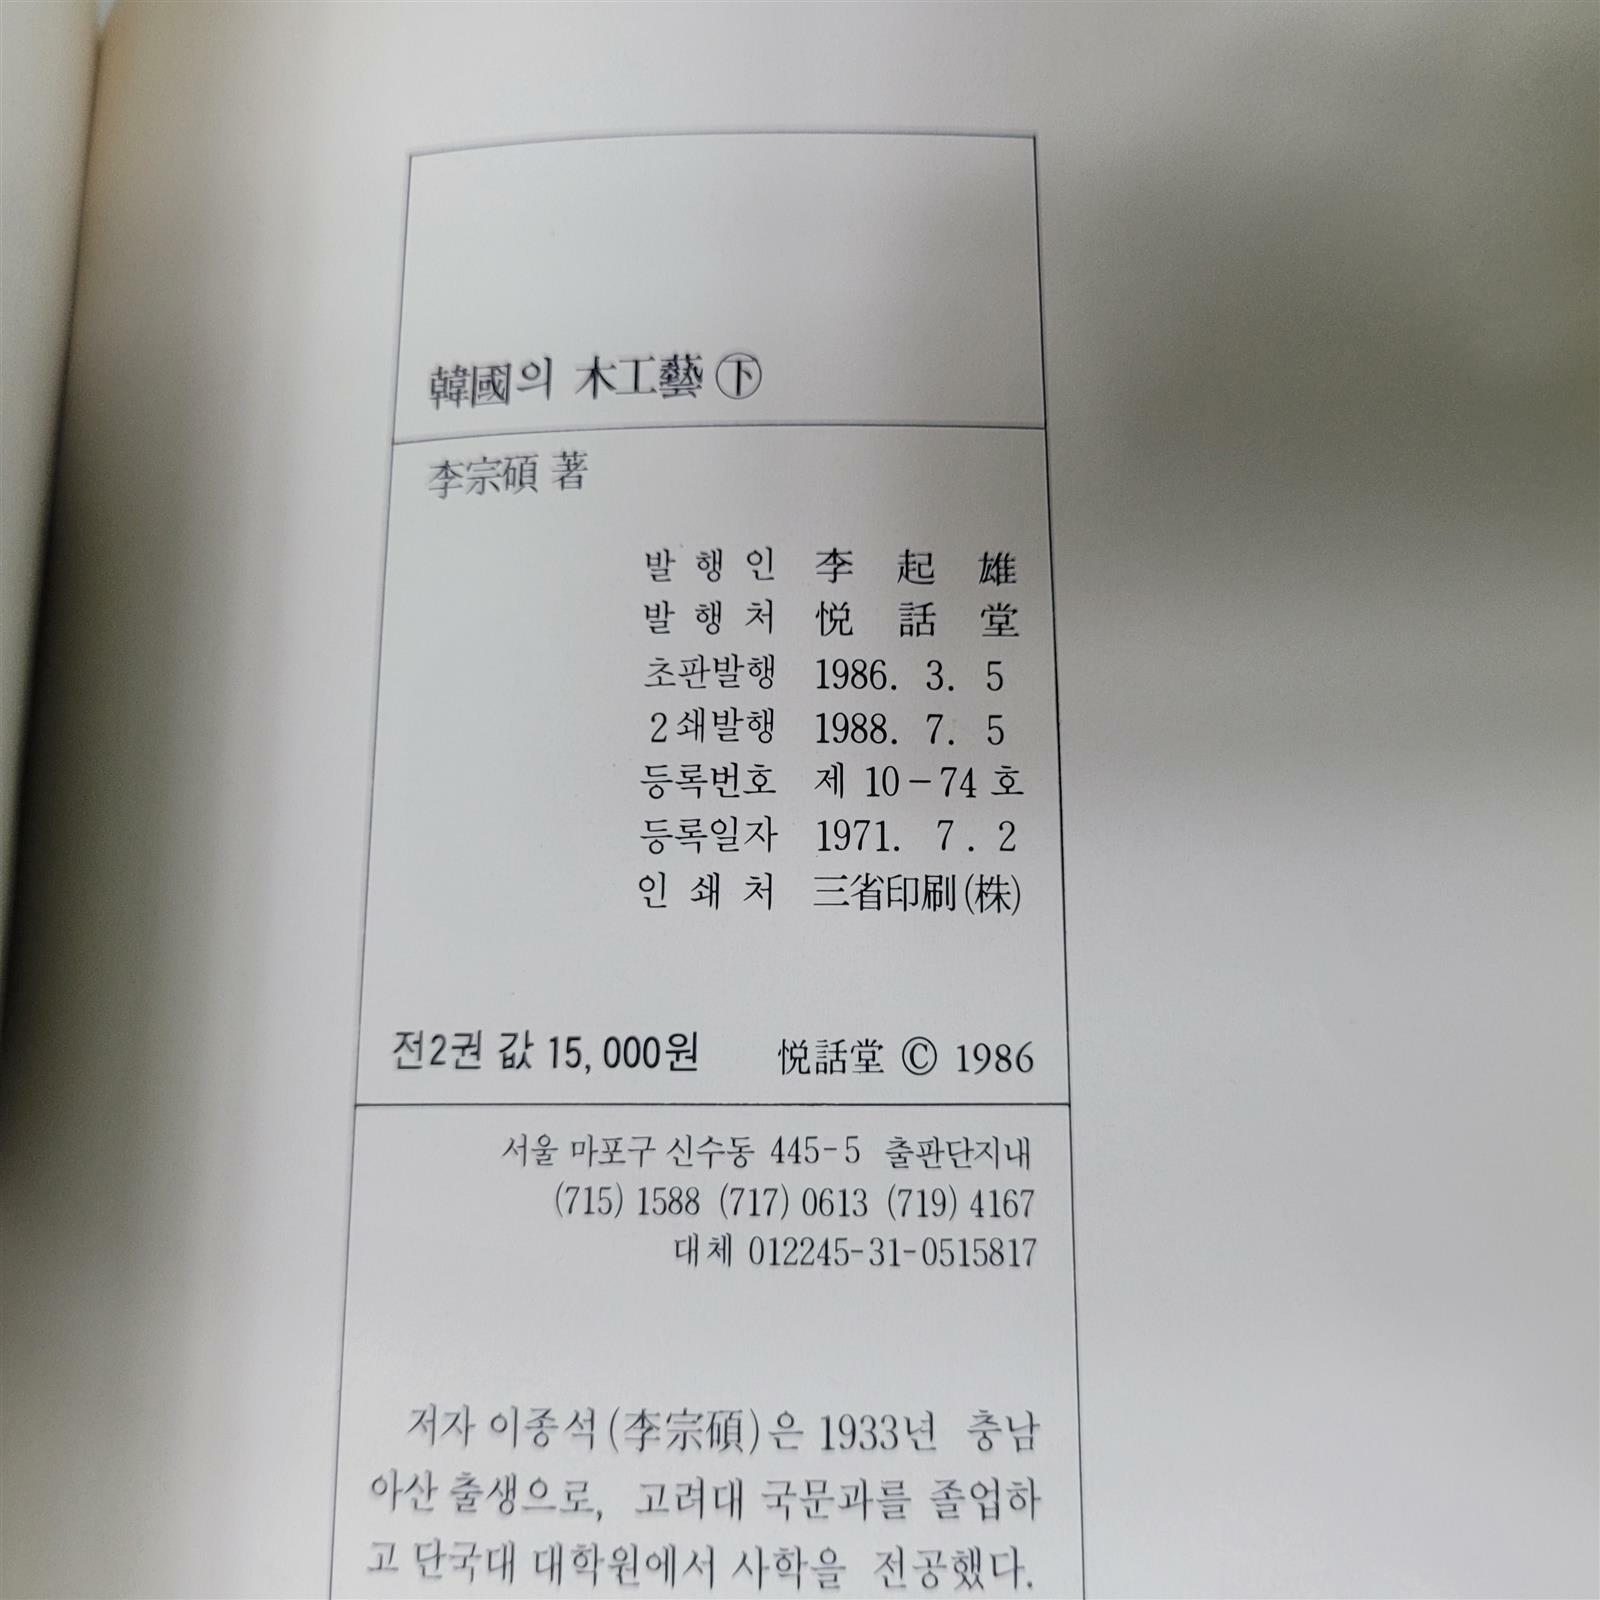 韓國의 木工藝 ㊦
李宗碩 著
발 행 인 李 起 雄
발 행 처 悅 話 堂
초판발행 1986. 3. 5
2쇄발행 1988. 7. 5
등록번호 제 10-74 호
등록일자 1971. 7. 2
인 쇄 처 三省印刷(株)
전2권 값 15,000원 悅話堂 © 1986
서울 마포구 신수동 445-5 출판단지내
(715) 1588 (717) 0613 (719) 4167
대체 012245-31-0515817
저자 이종석(李宗碩)은 1933년 충남
아산 출생으로, 고려대 국문과를 졸업하
고 단국대 대학원에서 사학을 전공했다.